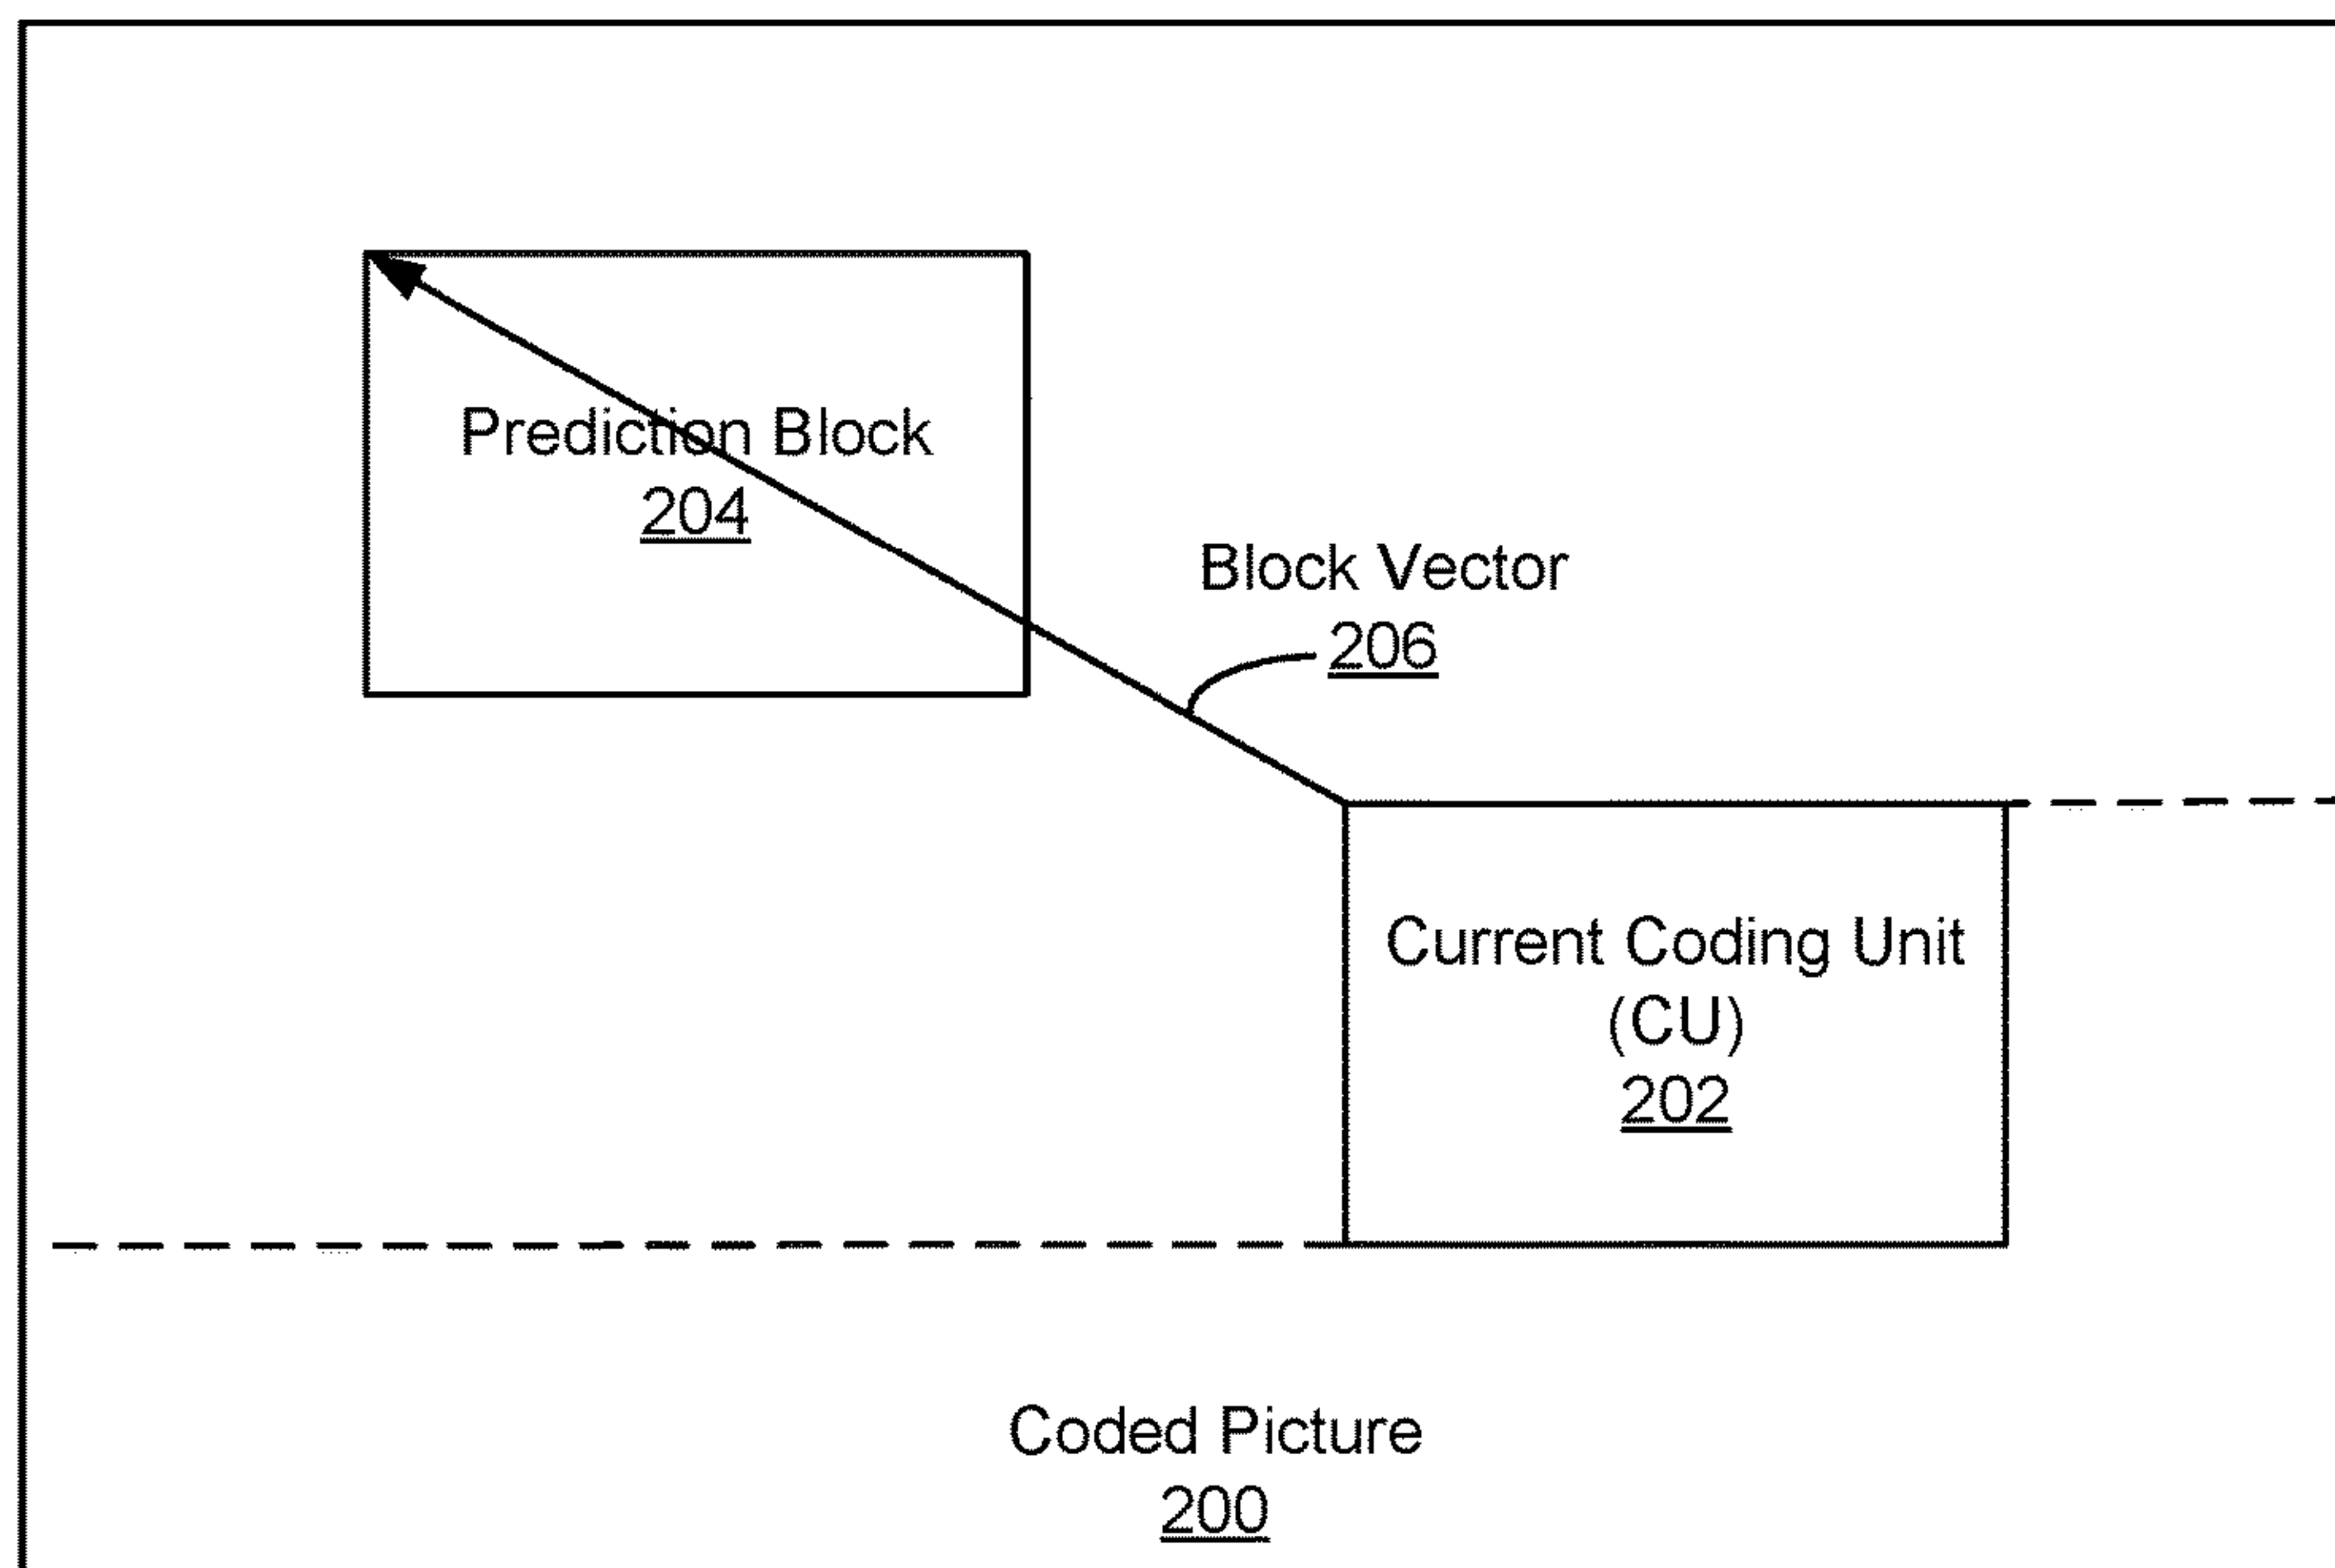 Prediction Block
204
Block Vector
206
Current Coding Unit
(CU)
202
Coded Picture
200